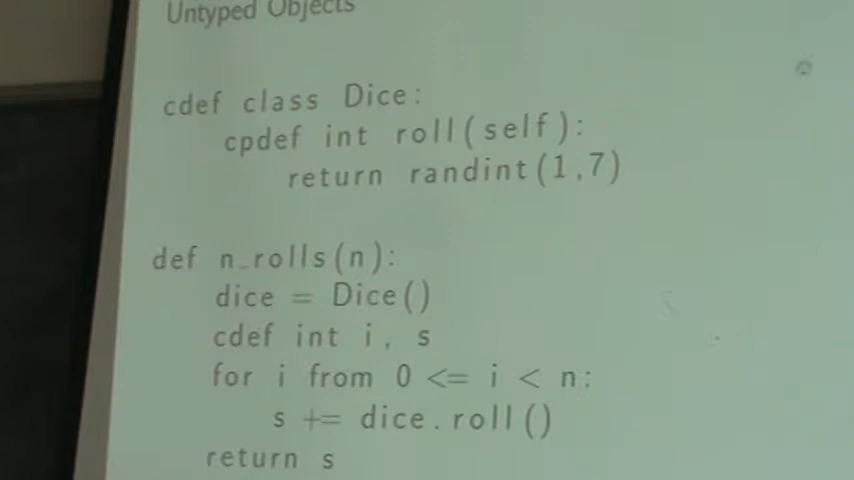 Untyped Objects
cdef class Dice:
    cpdef int roll(self):
        return randint(1,7)
def n_rolls(n):
    dice = Dice()
    cdef int i, s
    for i from 0 <= i < n:
        s += dice.roll()
    return s